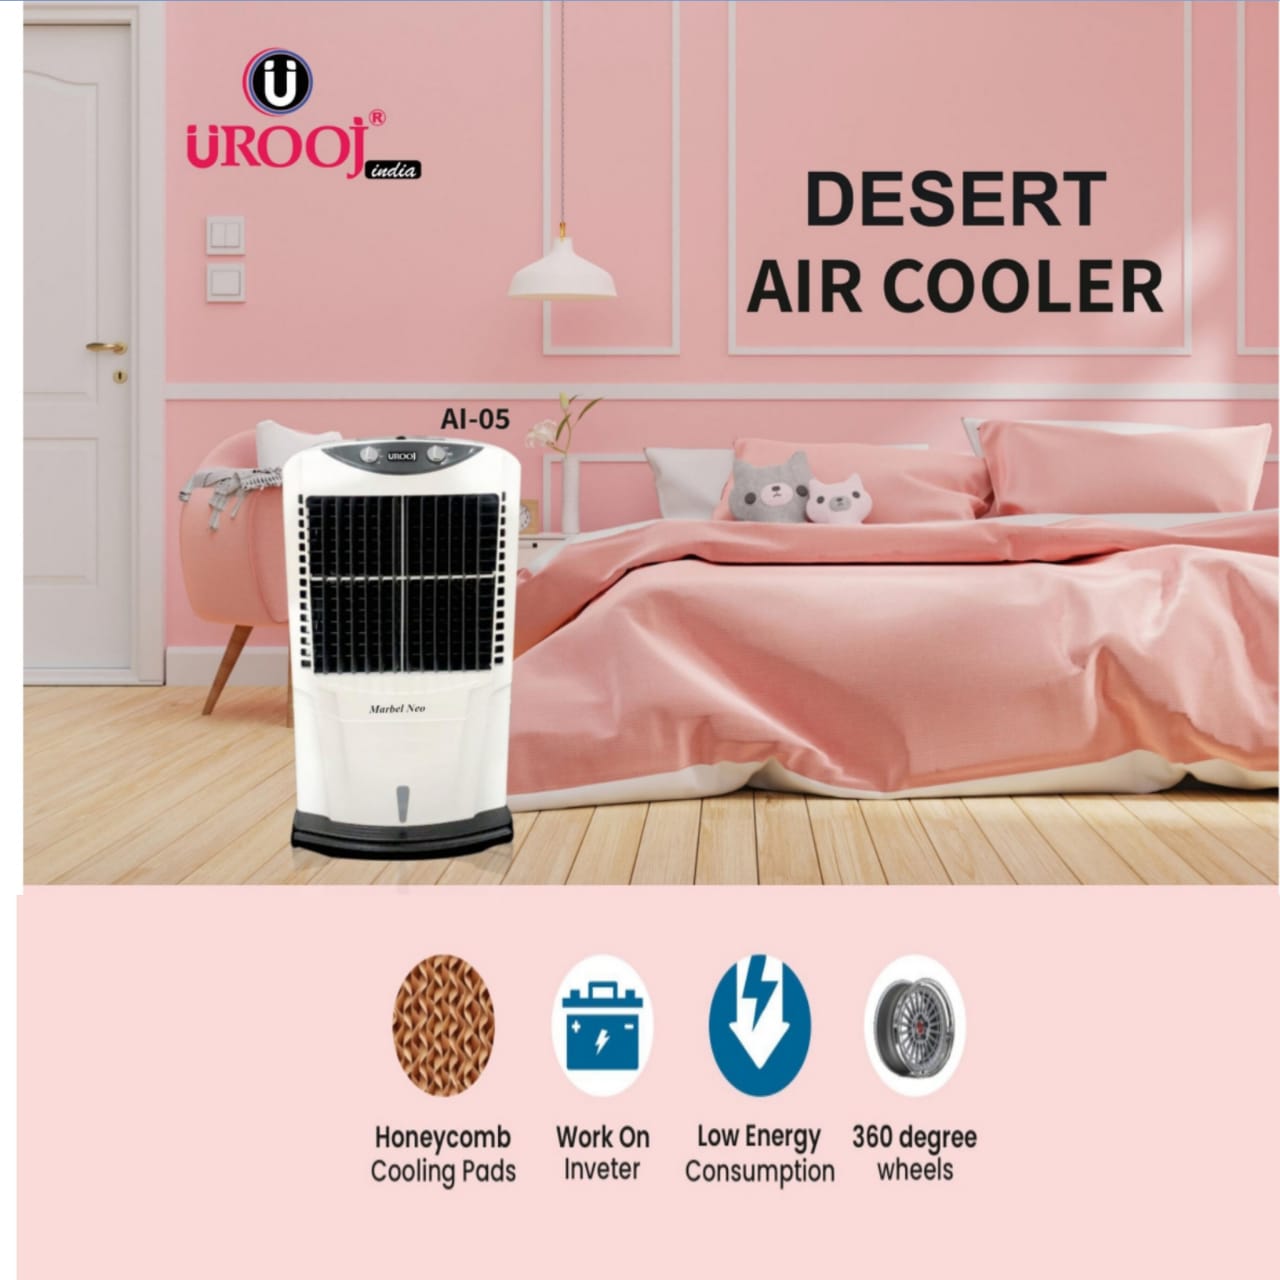 Ü
ÜROOJ®
india
DESERT
AIR COOLER
AI-05
UROOJ
Marbel Neo
Honeycomb
Cooling Pads
Work On
Inveter
Low Energy
Consumption
360 degree
wheels